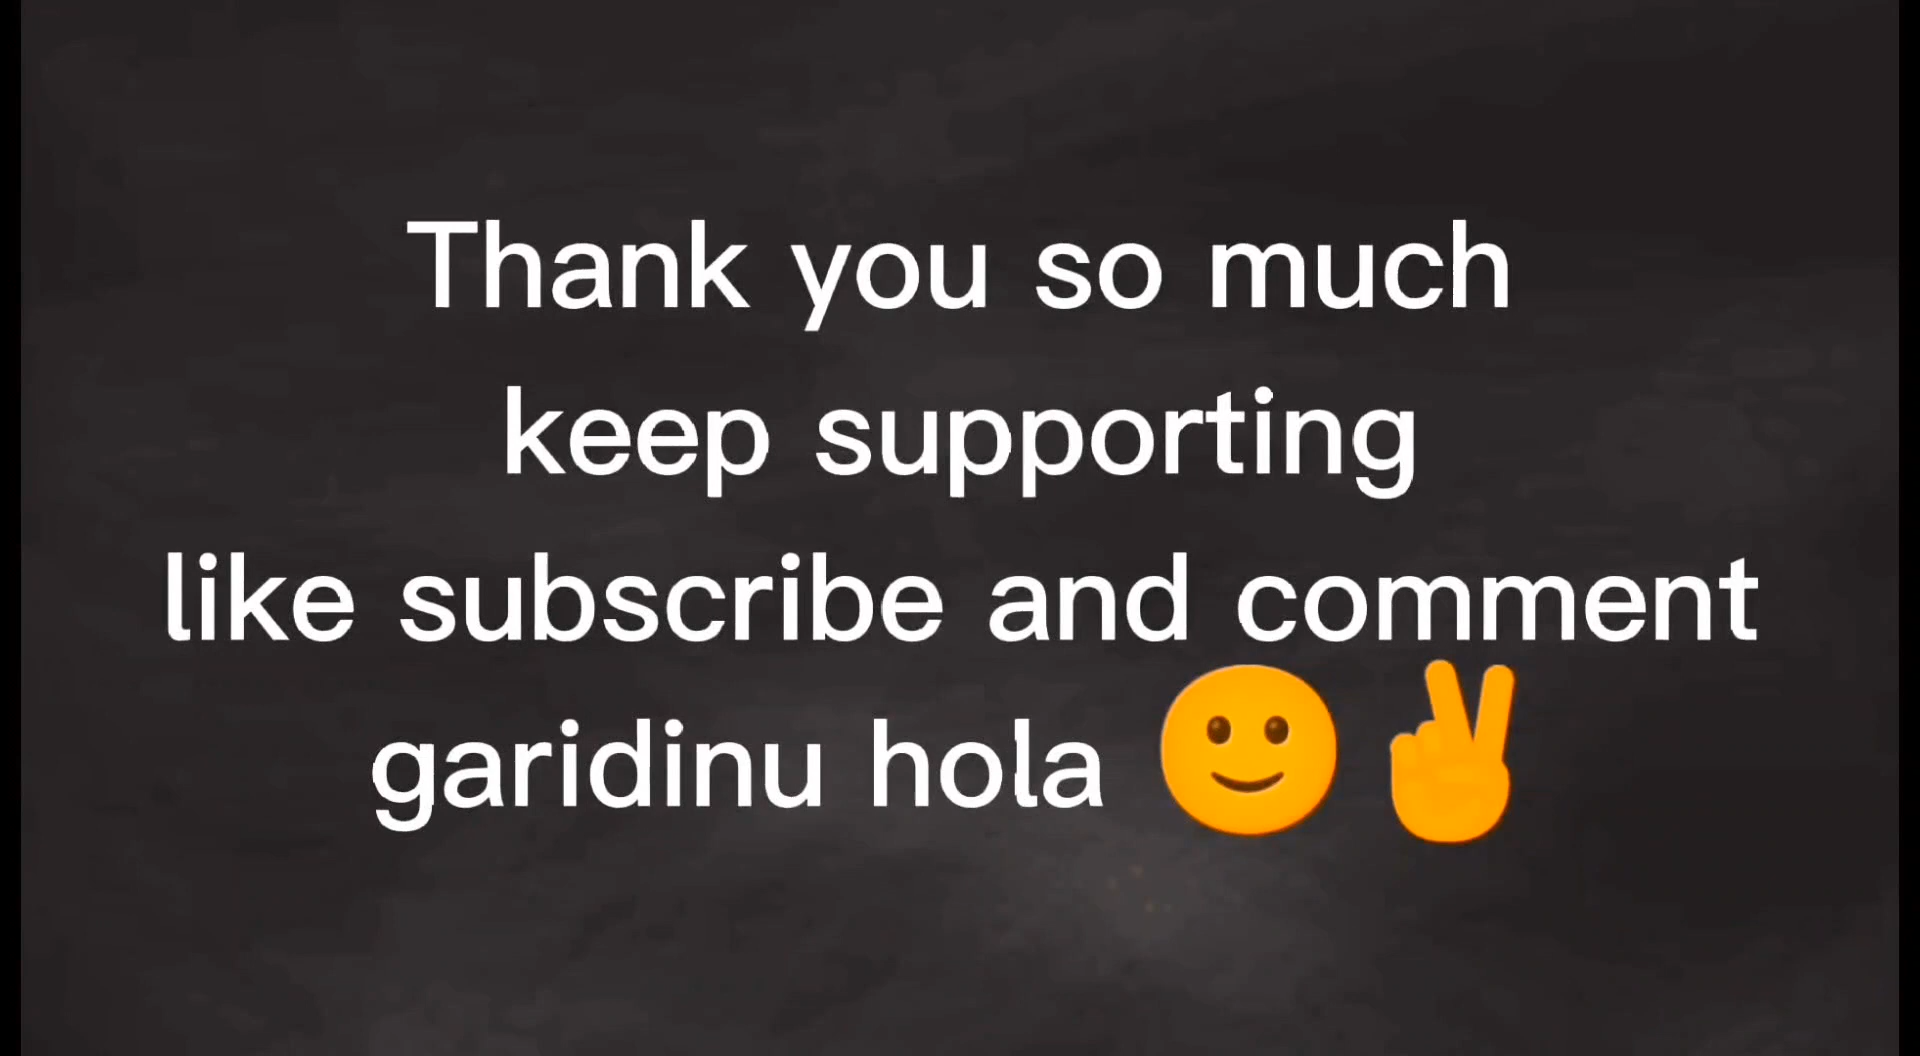 Thank you so much
keep supporting
like subscribe and comment
garidinu hola 🙂✌